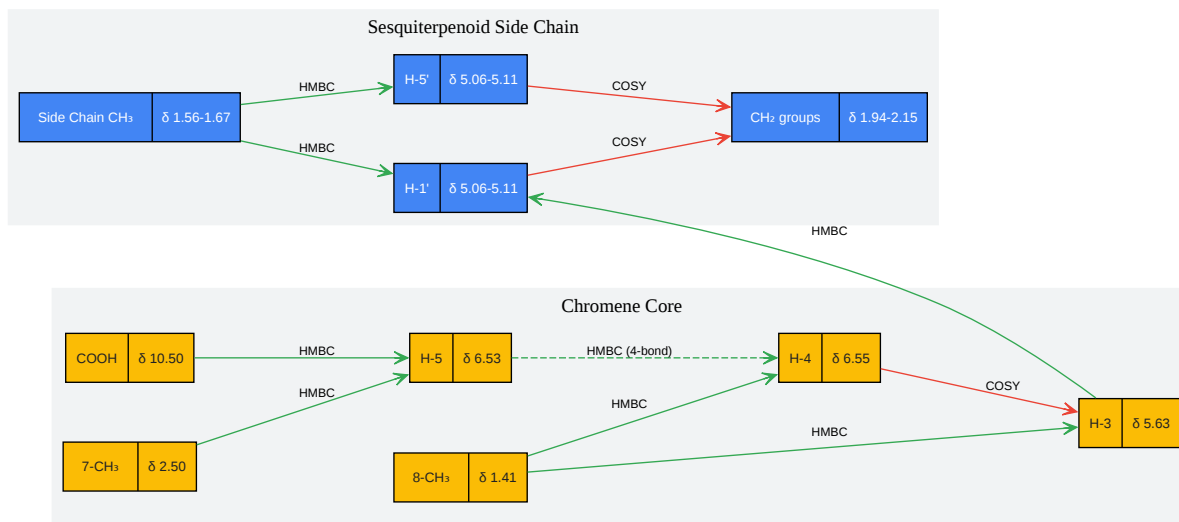 Sesquiterpenoid Side Chain
Side Chain CH₃ δ 1.56-1.67
HMBC
HMBC
H-5' δ 5.06-5.11
H-1' δ 5.06-5.11
COSY
COSY
CH₂ groups δ 1.94-2.15
HMBC
Chromene Core
COOH δ 10.50
HMBC
H-5 δ 6.53
HMBC (4-bond)
H-4 δ 6.55
HMBC
COSY
7-CH₃ δ 2.50
8-CH₃ δ 1.41
HMBC
HMBC
H-3 δ 5.63